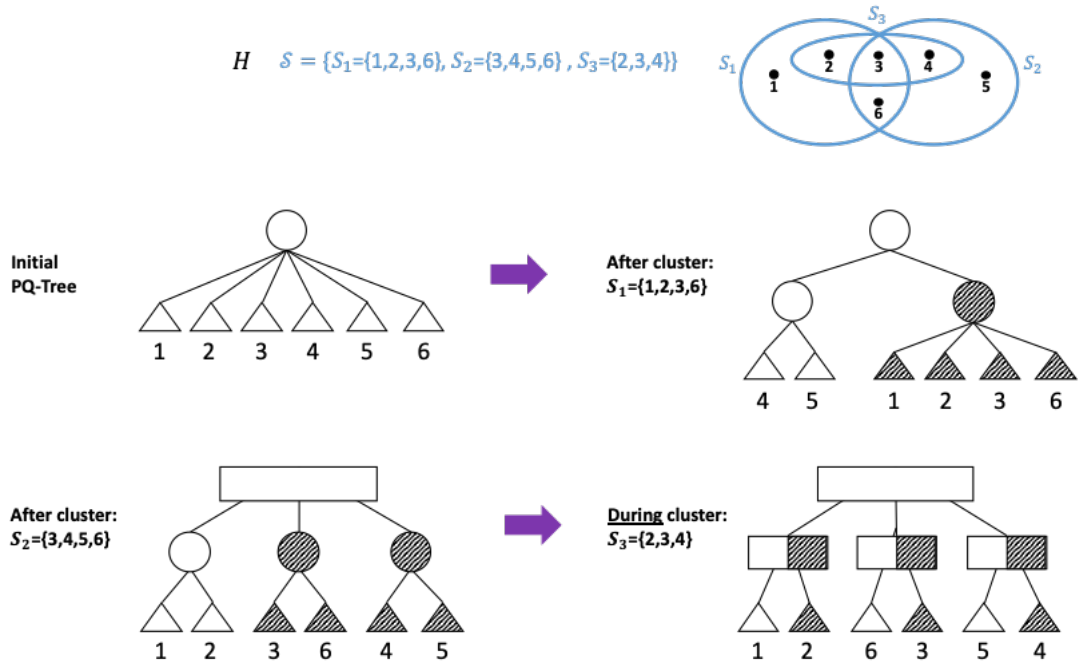 S₃
H 𝒮 = {S₁={1,2,3,6}, S₂={3,4,5,6} , S₃={2,3,4}}
S₁ S₂
2 3 4
1 5
6
Initial
PQ-Tree
1 2 3 4 5 6
After cluster:
S₁={1,2,3,6}
4 5 1 2 3 6
After cluster:
S₂={3,4,5,6}
1 2 3 6 4 5
During cluster:
S₃={2,3,4}
1 2 6 3 5 4